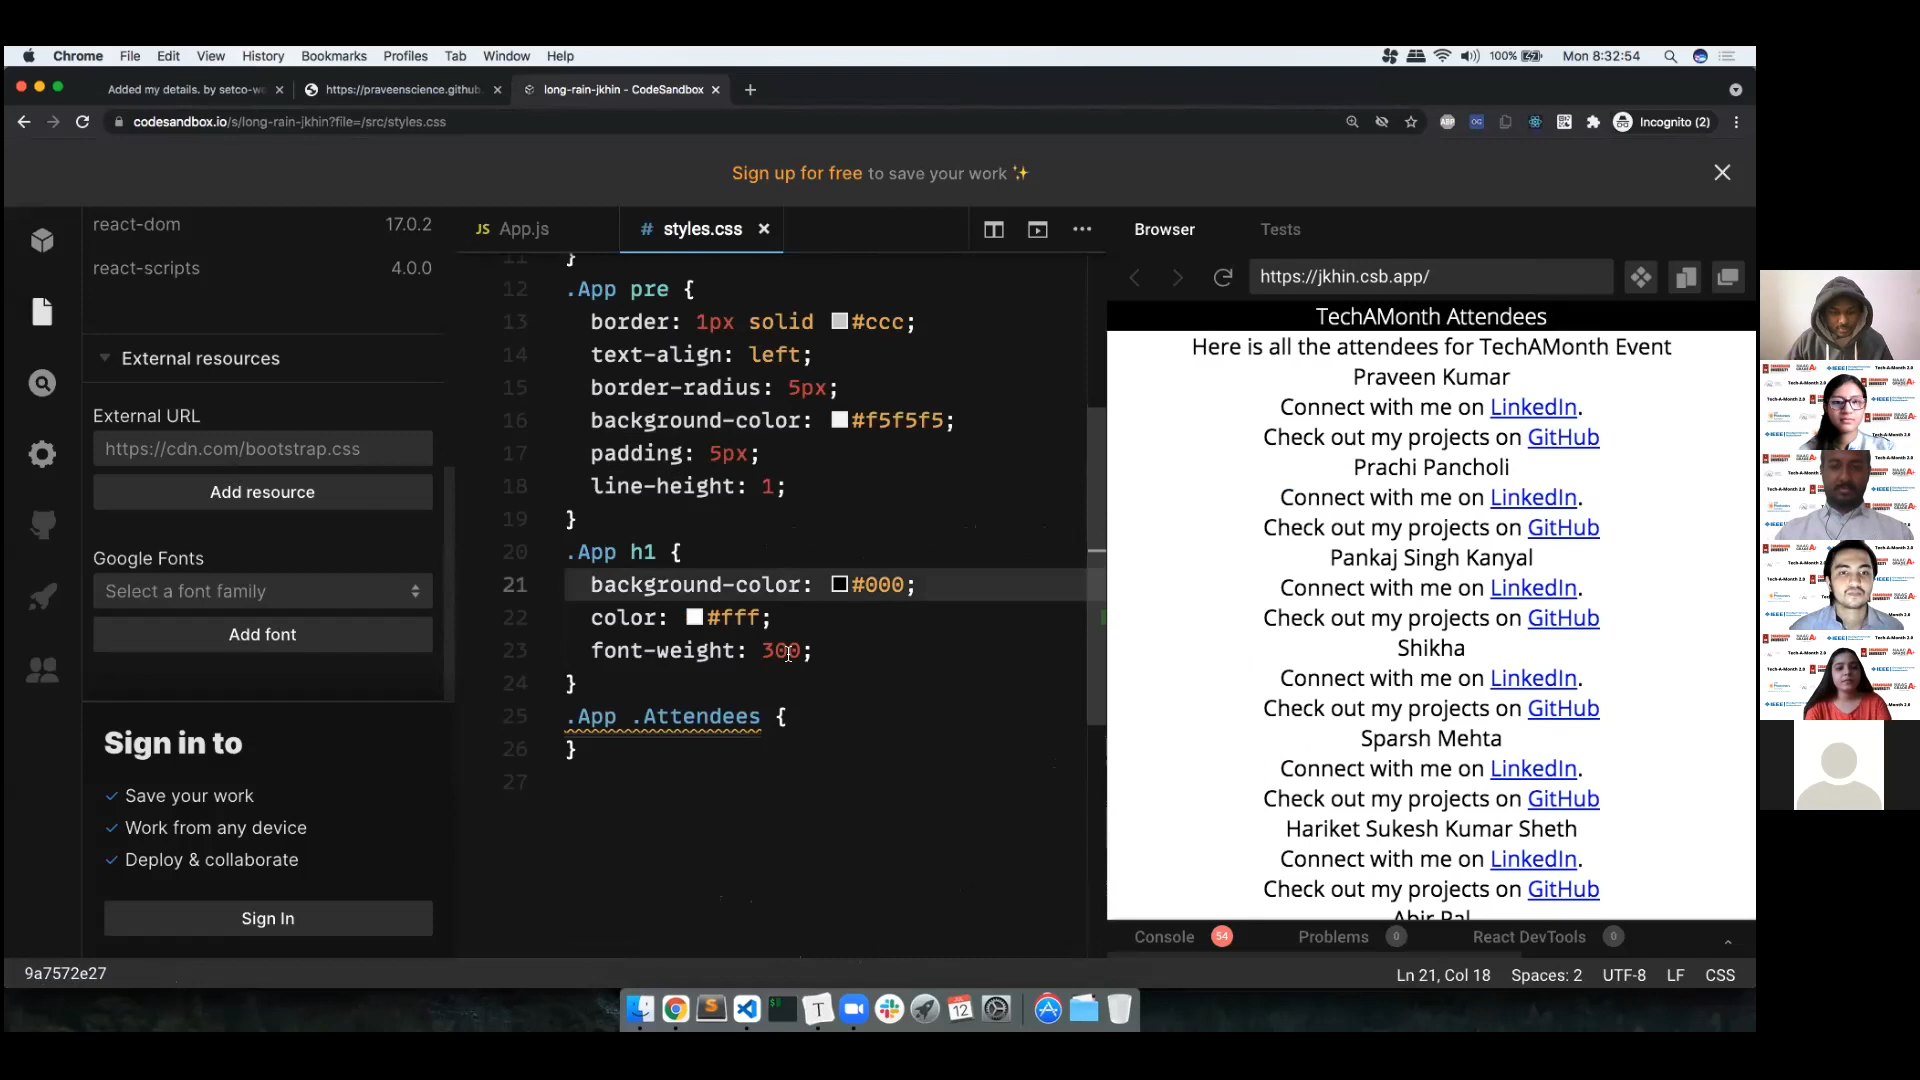 Chrome File Edit View History Bookmarks Profiles Tab Window Help
100% Mon 8:32:54
Added my details. by setco-w
https://praveenscience.github.
long-rain-jkhin - CodeSandbox
codesandbox.io/s/long-rain-jkhin?file=/src/styles.css
Incognito (2)
Sign up for free to save your work ✨
react-dom 17.0.2
react-scripts 4.0.0
External resources
External URL
https://cdn.com/bootstrap.css
Add resource
Google Fonts
Select a font family
Add font
Sign in to
Save your work
Work from any device
Deploy & collaborate
Sign In
JS App.js
# styles.css
11 }
12 .App pre {
13 border: 1px solid #ccc;
14 text-align: left;
15 border-radius: 5px;
16 background-color: #f5f5f5;
17 padding: 5px;
18 line-height: 1;
19 }
20 .App h1 {
21 background-color: #000;
22 color: #fff;
23 font-weight: 300;
24 }
25 .App .Attendees {
26 }
27
Browser Tests
https://jkhin.csb.app/
TechAMonth Attendees
Here is all the attendees for TechAMonth Event
Praveen Kumar
Connect with me on LinkedIn.
Check out my projects on GitHub
Prachi Pancholi
Connect with me on LinkedIn.
Check out my projects on GitHub
Pankaj Singh Kanyal
Connect with me on LinkedIn.
Check out my projects on GitHub
Shikha
Connect with me on LinkedIn.
Check out my projects on GitHub
Sparsh Mehta
Connect with me on LinkedIn.
Check out my projects on GitHub
Hariket Sukesh Kumar Sheth
Connect with me on LinkedIn.
Check out my projects on GitHub
Abir Pal
Console 54 Problems 0 React DevTools 0
9a7572e27
Ln 21, Col 18 Spaces: 2 UTF-8 LF CSS